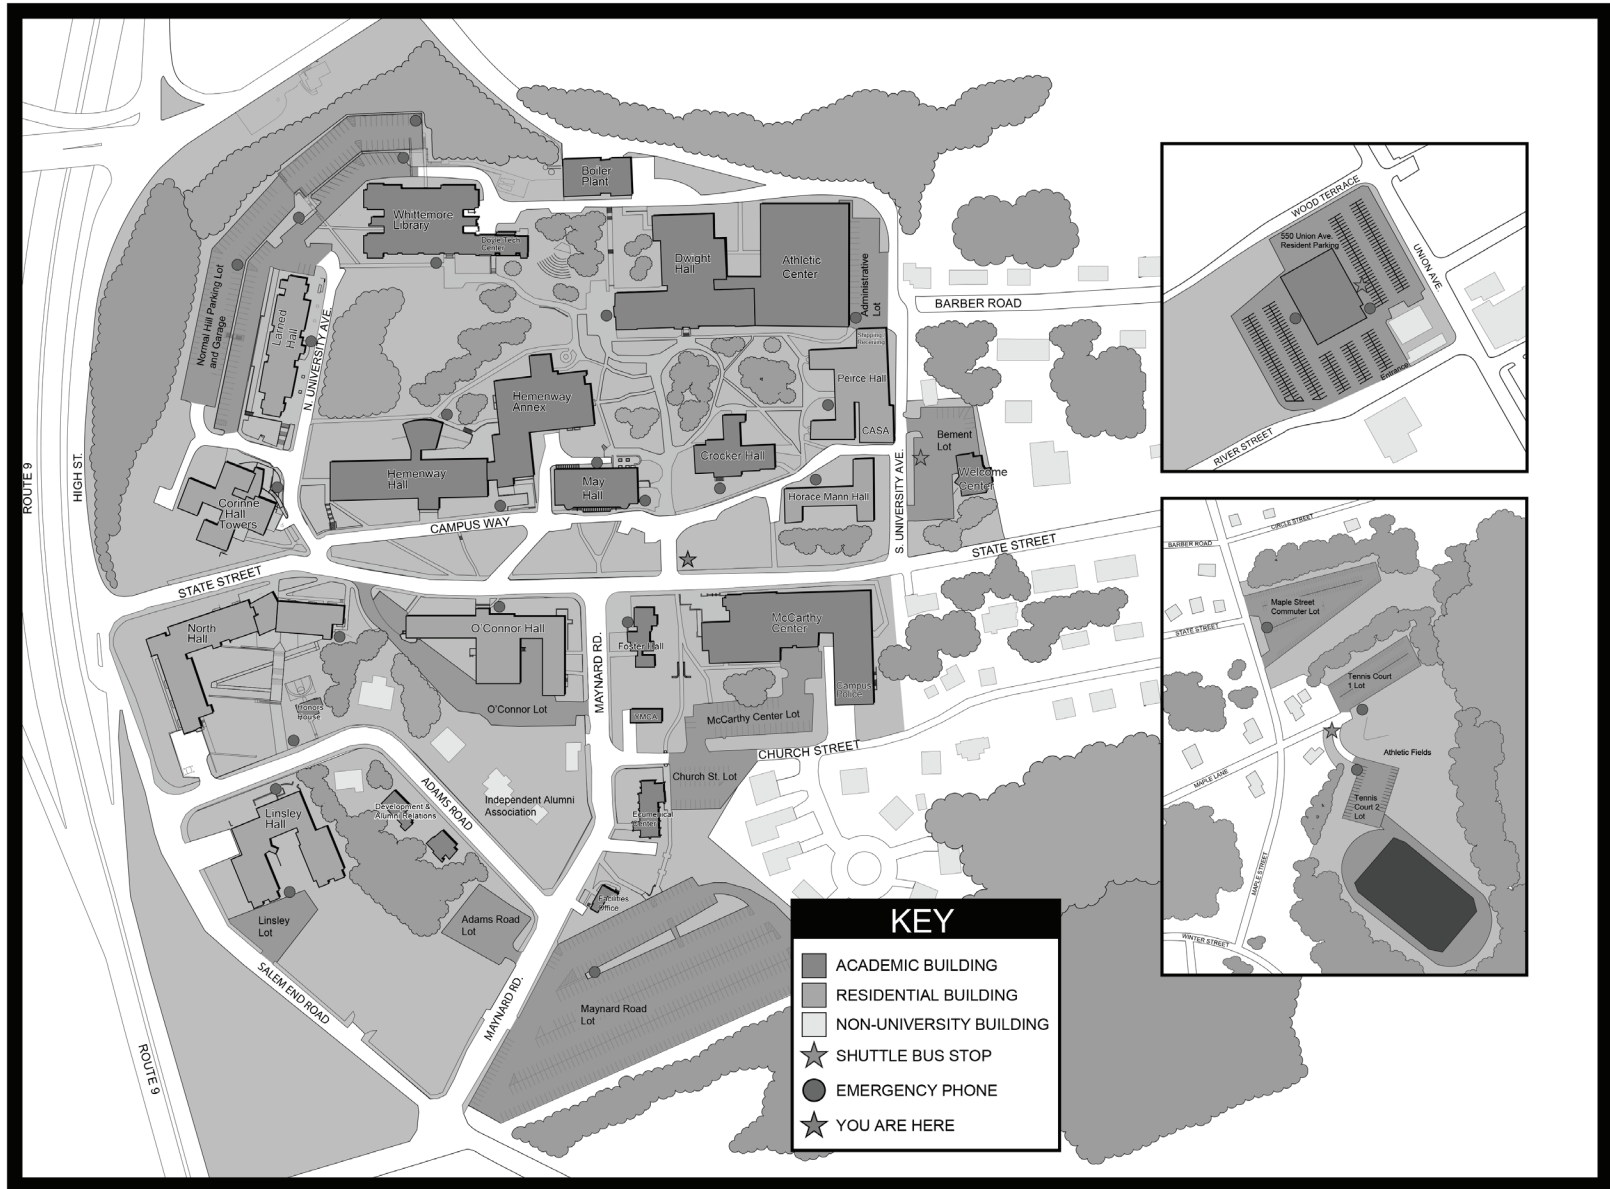 Boiler
Plant
Whittemore
Library
Doyle Tech
Center
Dwight
Hall
Athletic
Center
Administrative
Lot
BARBER ROAD
Normal Hill Parking Lot
and Garage
Larned
Hall
N. UNIVERSITY AVE.
Shipping
Receiving
Peirce Hall
CASA
Hemenway
Annex
Hemenway
Hall
May
Hall
Crocker Hall
Horace Mann Hall
Bement
Lot
Welcome
Center
S. UNIVERSITY AVE.
ROUTE 9
HIGH ST.
Corinne
Hall
Towers
CAMPUS WAY
STATE STREET
STATE STREET
North
Hall
O'Connor Hall
O'Connor Lot
MAYNARD RD.
Foster Hall
McCarthy
Center
Campus
Police
YMCA
McCarthy Center Lot
CHURCH STREET
Church St. Lot
Honors
House
Ecumenical
Center
ADAMS ROAD
Independent Alumni
Association
Development &
Alumni Relations
Linsley
Hall
Linsley
Lot
Adams Road
Lot
Facilities
Office
SALEM END ROAD
MAYNARD RD.
Maynard Road
Lot
ROUTE 9
KEY
ACADEMIC BUILDING
RESIDENTIAL BUILDING
NON-UNIVERSITY BUILDING
SHUTTLE BUS STOP
EMERGENCY PHONE
YOU ARE HERE
WOOD TERRACE
550 Union Ave.
Resident Parking
UNION AVE.
Entrance
RIVER STREET
CIRCLE STREET
BARBER ROAD
Maple Street
Commuter Lot
STATE STREET
Tennis Court
1 Lot
Athletic Fields
MAPLE LANE
Tennis
Court 2
Lot
MAPLE STREET
WINTER STREET